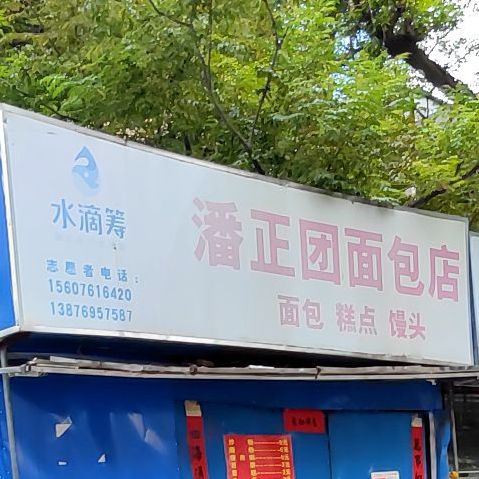 水滴筹
志愿者电话：
15607616420
13876957587
潘正团面包店
面包 糕点 馒头